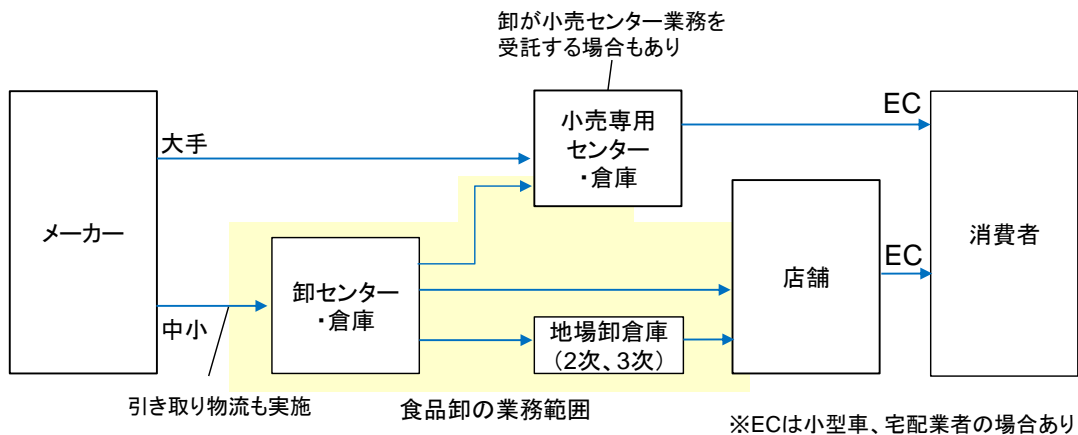 卸が小売センター業務を
受託する場合もあり
メーカー
大手
小売専用
センター
・倉庫
EC
消費者
中小
卸センター
・倉庫
地場卸倉庫
（2次、3次）
店舗
EC
引き取り物流も実施
食品卸の業務範囲
※ECは小型車、宅配業者の場合あり